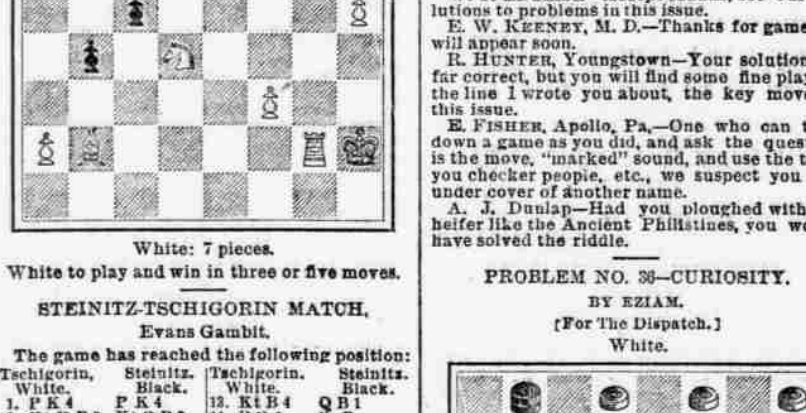 White: 7 pieces.
White to play and win in three or five moves.
STEINITZ-TSCHIGORIN MATCH,
Evans Gambit.
The game has reached the following position:
Tschigorin, Steinitz. Tschigorin. Steinitz.
White. Black. White. Black.
1. P K 4 P K 4 13. Kt B 4 Q B 1
lutions to problems in this issue.
E. W. KEENEY, M. D.—Thanks for game
will appear soon.
R. HUNTER, Youngstown—Your solution
far correct, but you will find some fine pla
the line I wrote you about, the key mov
this issue.
E. FISHER, Apollo, Pa.—One who can
down a game as you did, and ask the ques
is the move, "marked" sound, and use the
you checker people, etc., we suspect you
under cover of another name.
A. J. Dunlap—Had you ploughed with
heifer like the Ancient Philistines, you w
have solved the riddle.
PROBLEM NO. 36—CURIOSITY.
BY EZIAM.
[For The Dispatch.]
White.